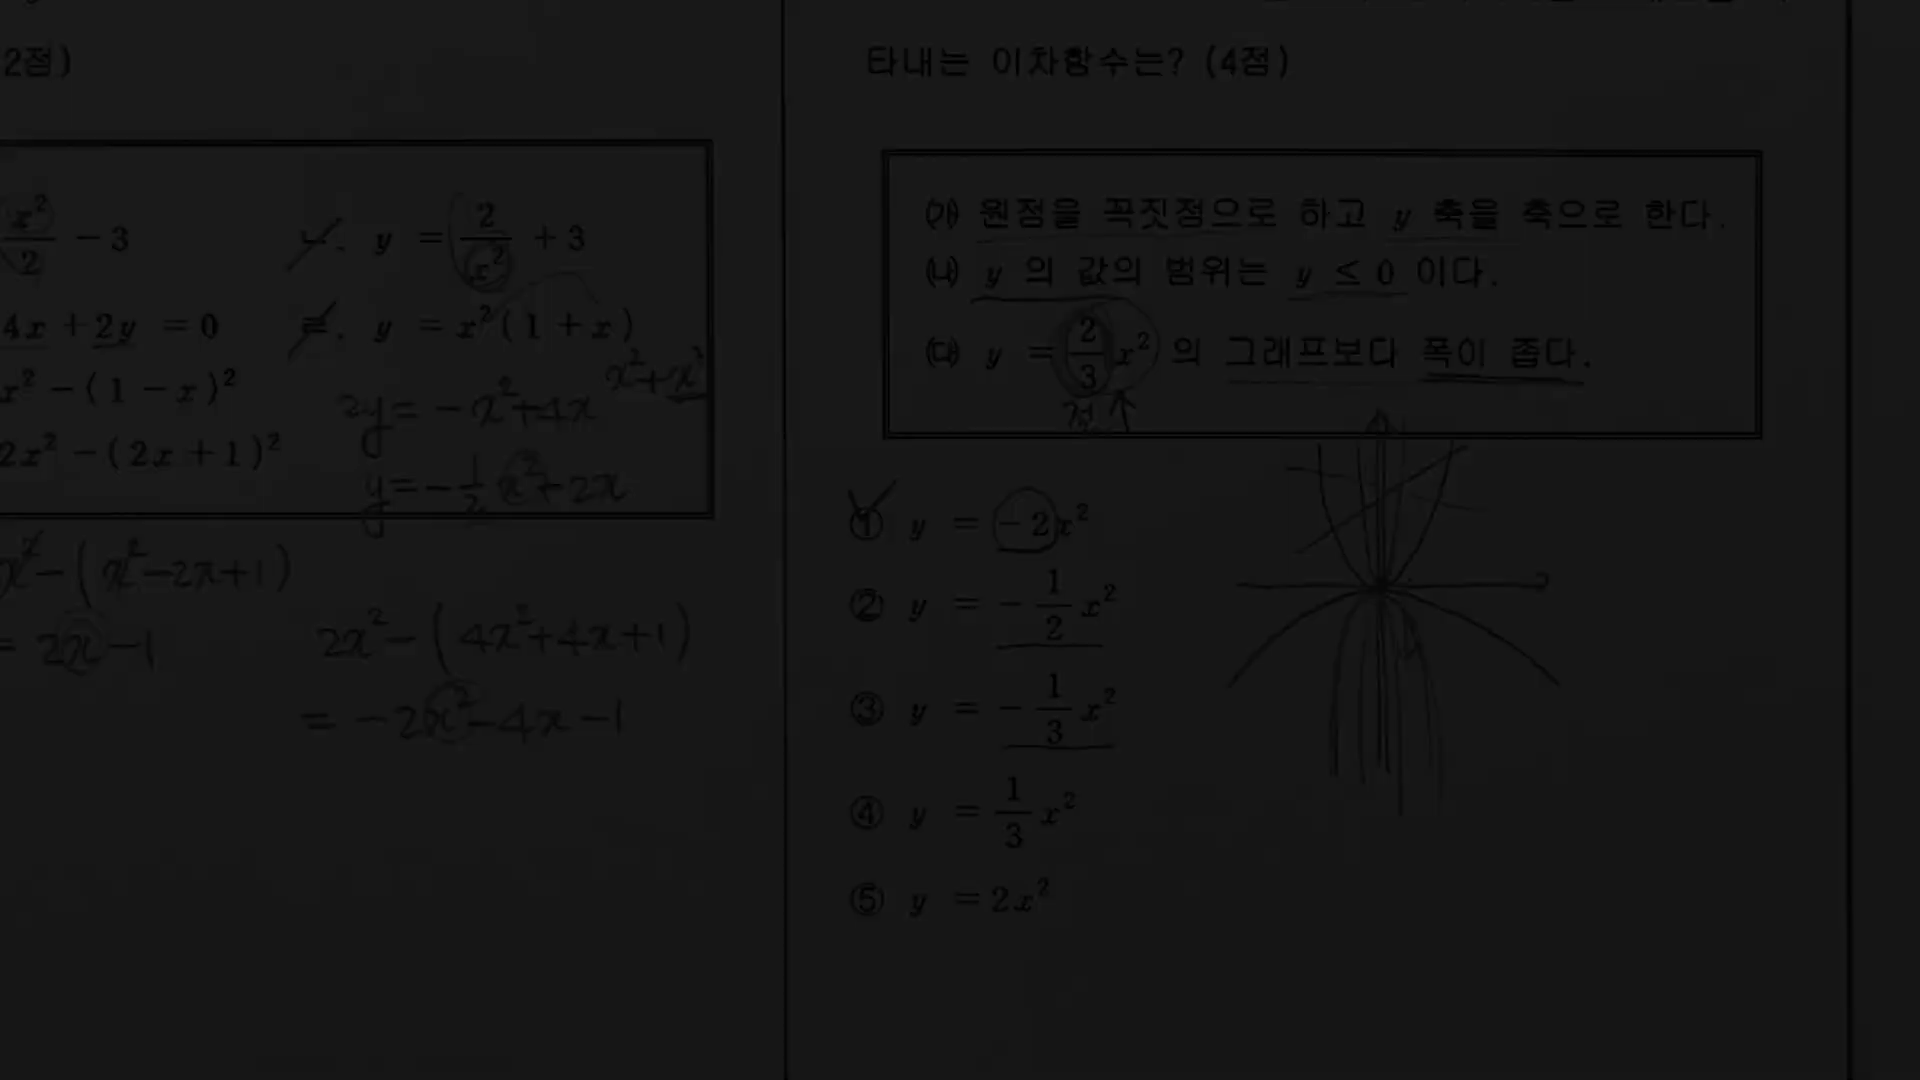 2점)
x²/2 - 3
ㄴ. y = 2/x² + 3
4x + 2y = 0
ㄹ. y = x²(1 + x)
x² + x³
x² - (1 - x)²
2y = -x² + 4x
2x² - (2x + 1)²
y = -1/2 x² + 2x
x² - (x² - 2x + 1)
= 2x - 1
2x² - (4x² + 4x + 1)
= -2x² - 4x - 1
타내는 이차함수는? (4점)
㈎ 원점을 꼭짓점으로 하고 y 축을 축으로 한다.
㈏ y 의 값의 범위는 y ≤ 0 이다.
㈐ y = 2/3 x² 의 그래프보다 폭이 좁다.
① y = -2x²
② y = -1/2 x²
③ y = -1/3 x²
④ y = 1/3 x²
⑤ y = 2x²